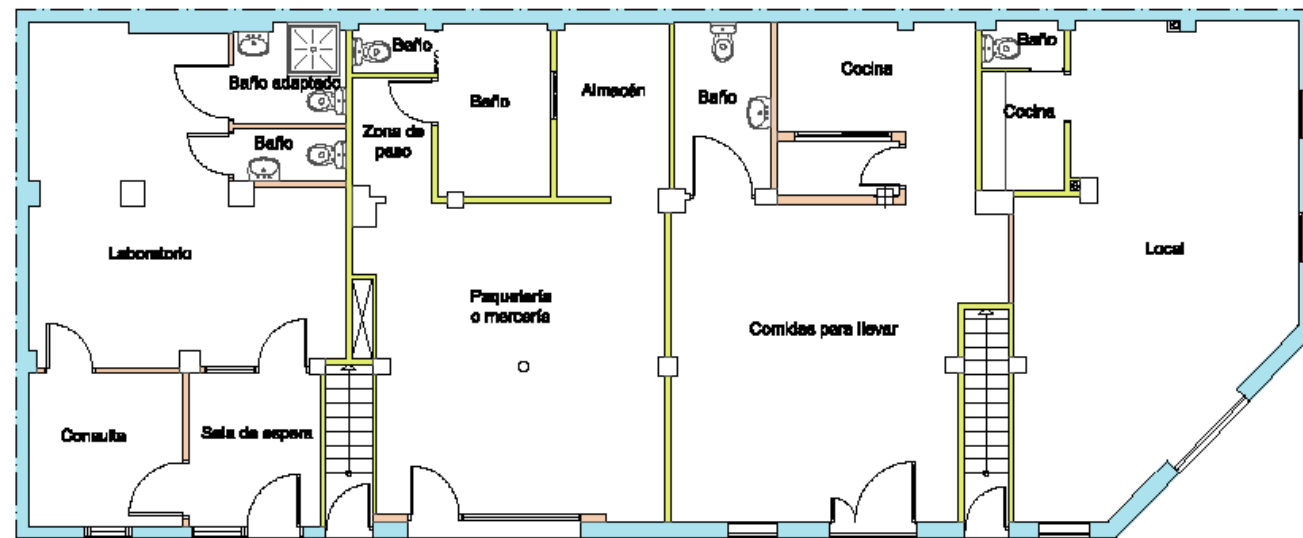 Baño adaptado
Baño
Baño
Zona de
paso
Baño
Almacén
Baño
Cocina
Baño
Cocina
Laboratorio
Paquetería
o mercería
Comidas para llevar
Local
Consulta
Sala de espera